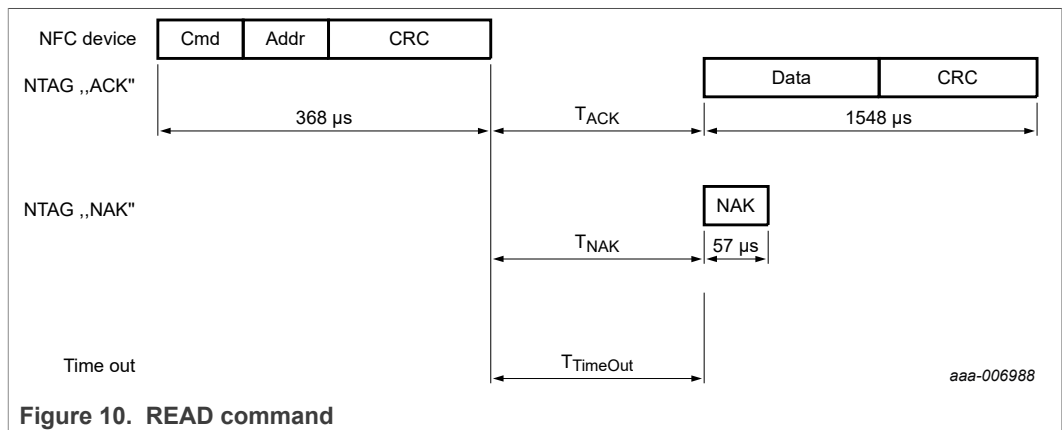 NFC device Cmd Addr CRC
NTAG ,,ACK" Data CRC
368 μs TACK 1548 μs
NTAG ,,NAK" NAK
TNAK 57 μs
Time out TTimeOut aaa-006988
Figure 10. READ command